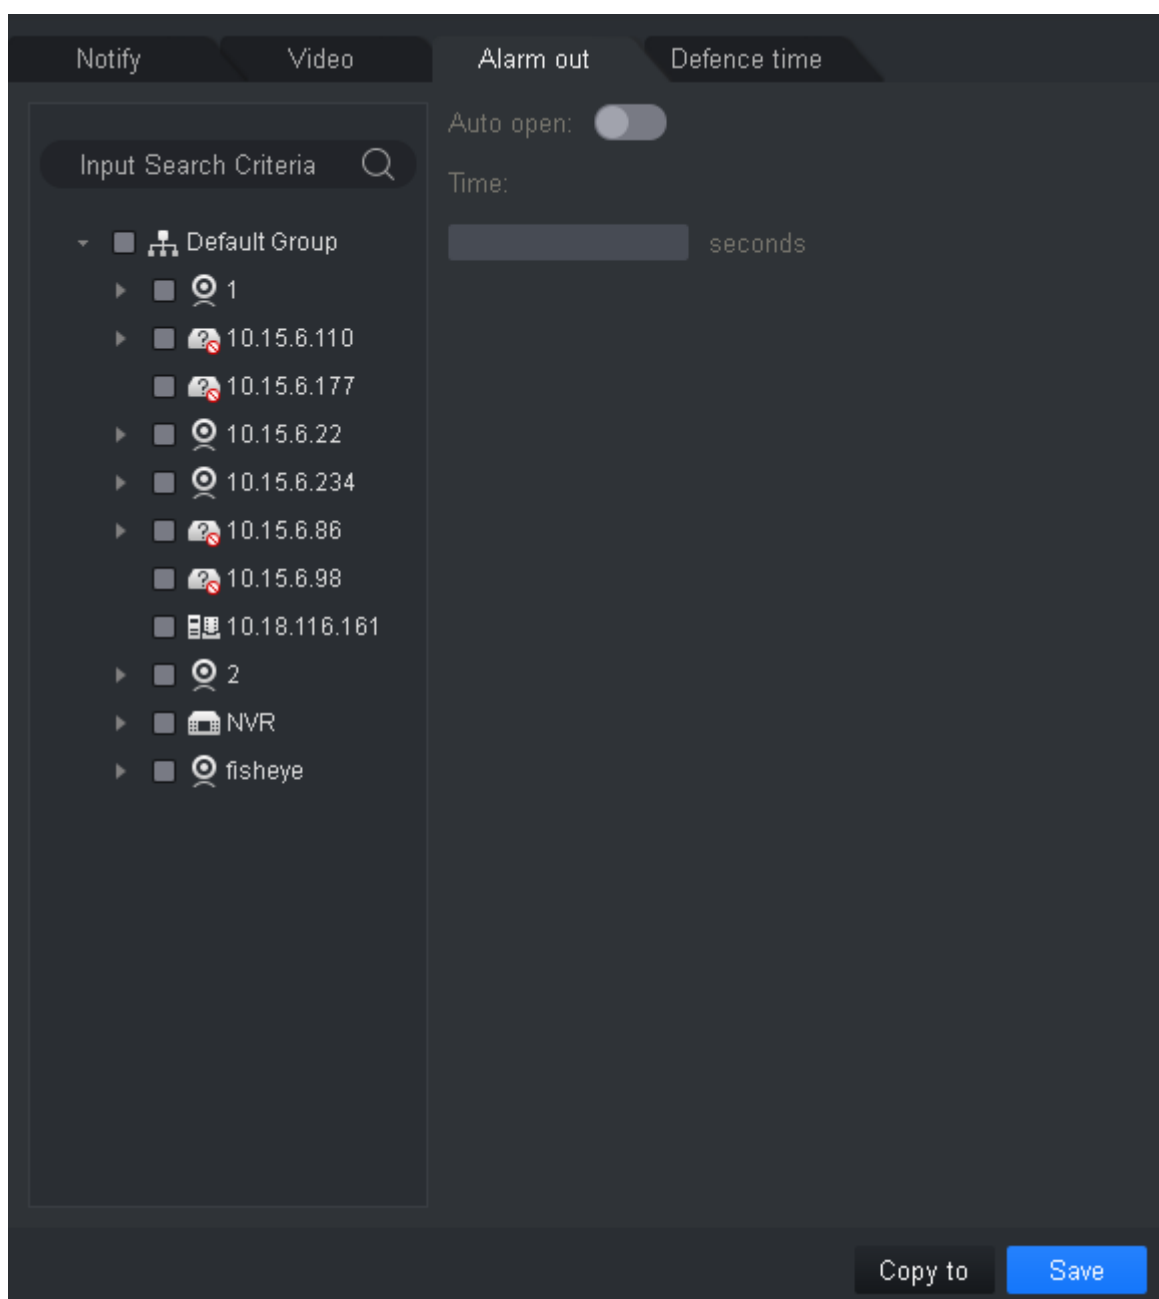 Notify Video Alarm out Defence time
Input Search Criteria
Default Group
1
10.15.6.110
10.15.6.177
10.15.6.22
10.15.6.234
10.15.6.86
10.15.6.98
10.18.116.161
2
NVR
fisheye
Auto open:
Time:
seconds
Copy to Save